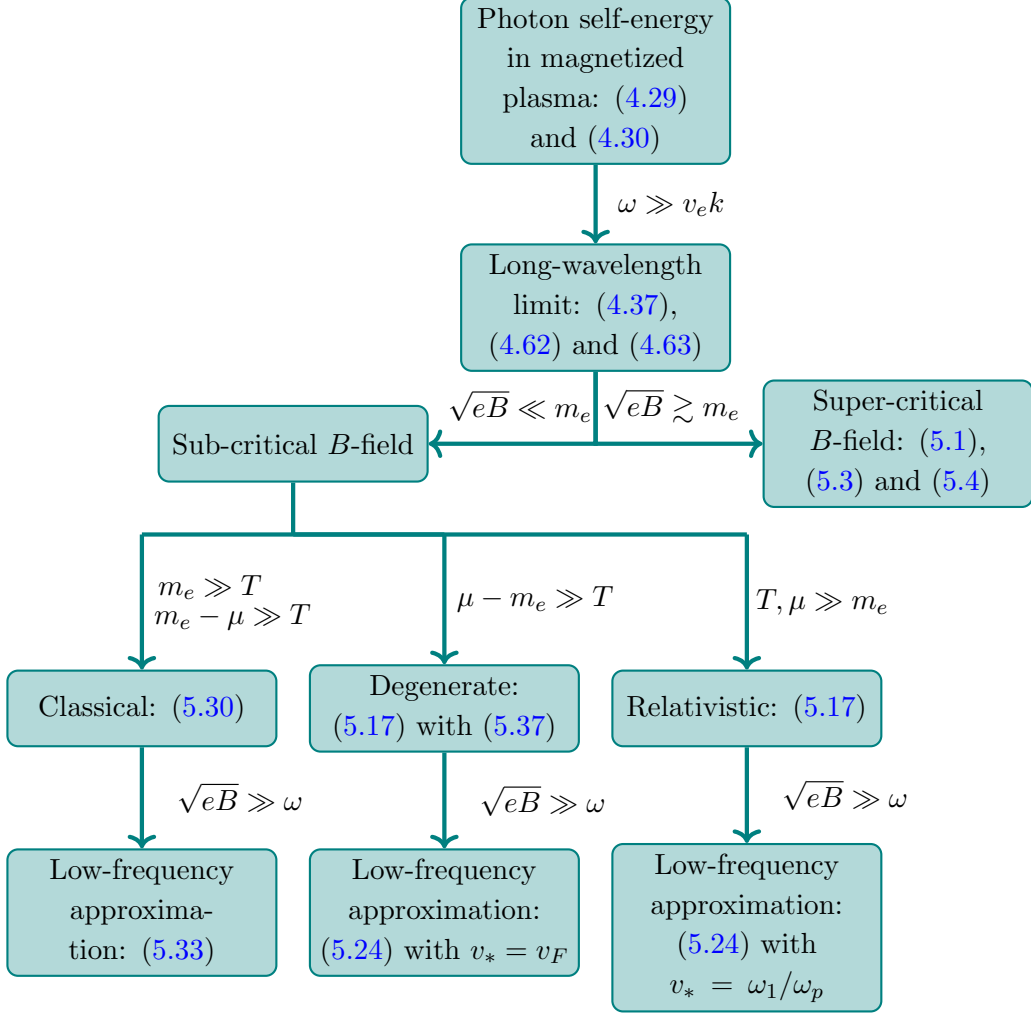 Photon self-energy
in magnetized
plasma: (4.29)
and (4.30)
ω ≫ v_e k
Long-wavelength
limit: (4.37),
(4.62) and (4.63)
√eB ≪ m_e
√eB ≳ m_e
Sub-critical B-field
Super-critical
B-field: (5.1),
(5.3) and (5.4)
m_e ≫ T
m_e − μ ≫ T
μ − m_e ≫ T
T, μ ≫ m_e
Classical: (5.30)
Degenerate:
(5.17) with (5.37)
Relativistic: (5.17)
√eB ≫ ω
√eB ≫ ω
√eB ≫ ω
Low-frequency
approxima-
tion: (5.33)
Low-frequency
approximation:
(5.24) with v_* = v_F
Low-frequency
approximation:
(5.24) with
v_* = ω_1/ω_p